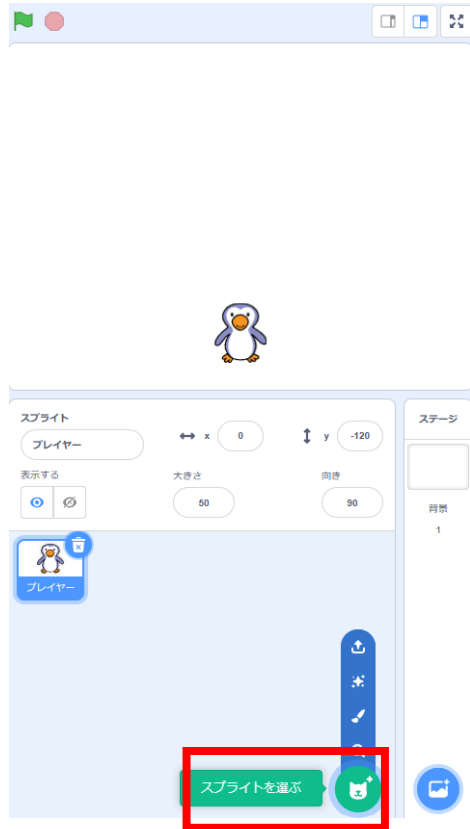 スプライト
プレイヤー
x 0
y -120
表示する
大きさ 50
向き 90
プレイヤー
スプライトを選ぶ
ステージ
背景
1